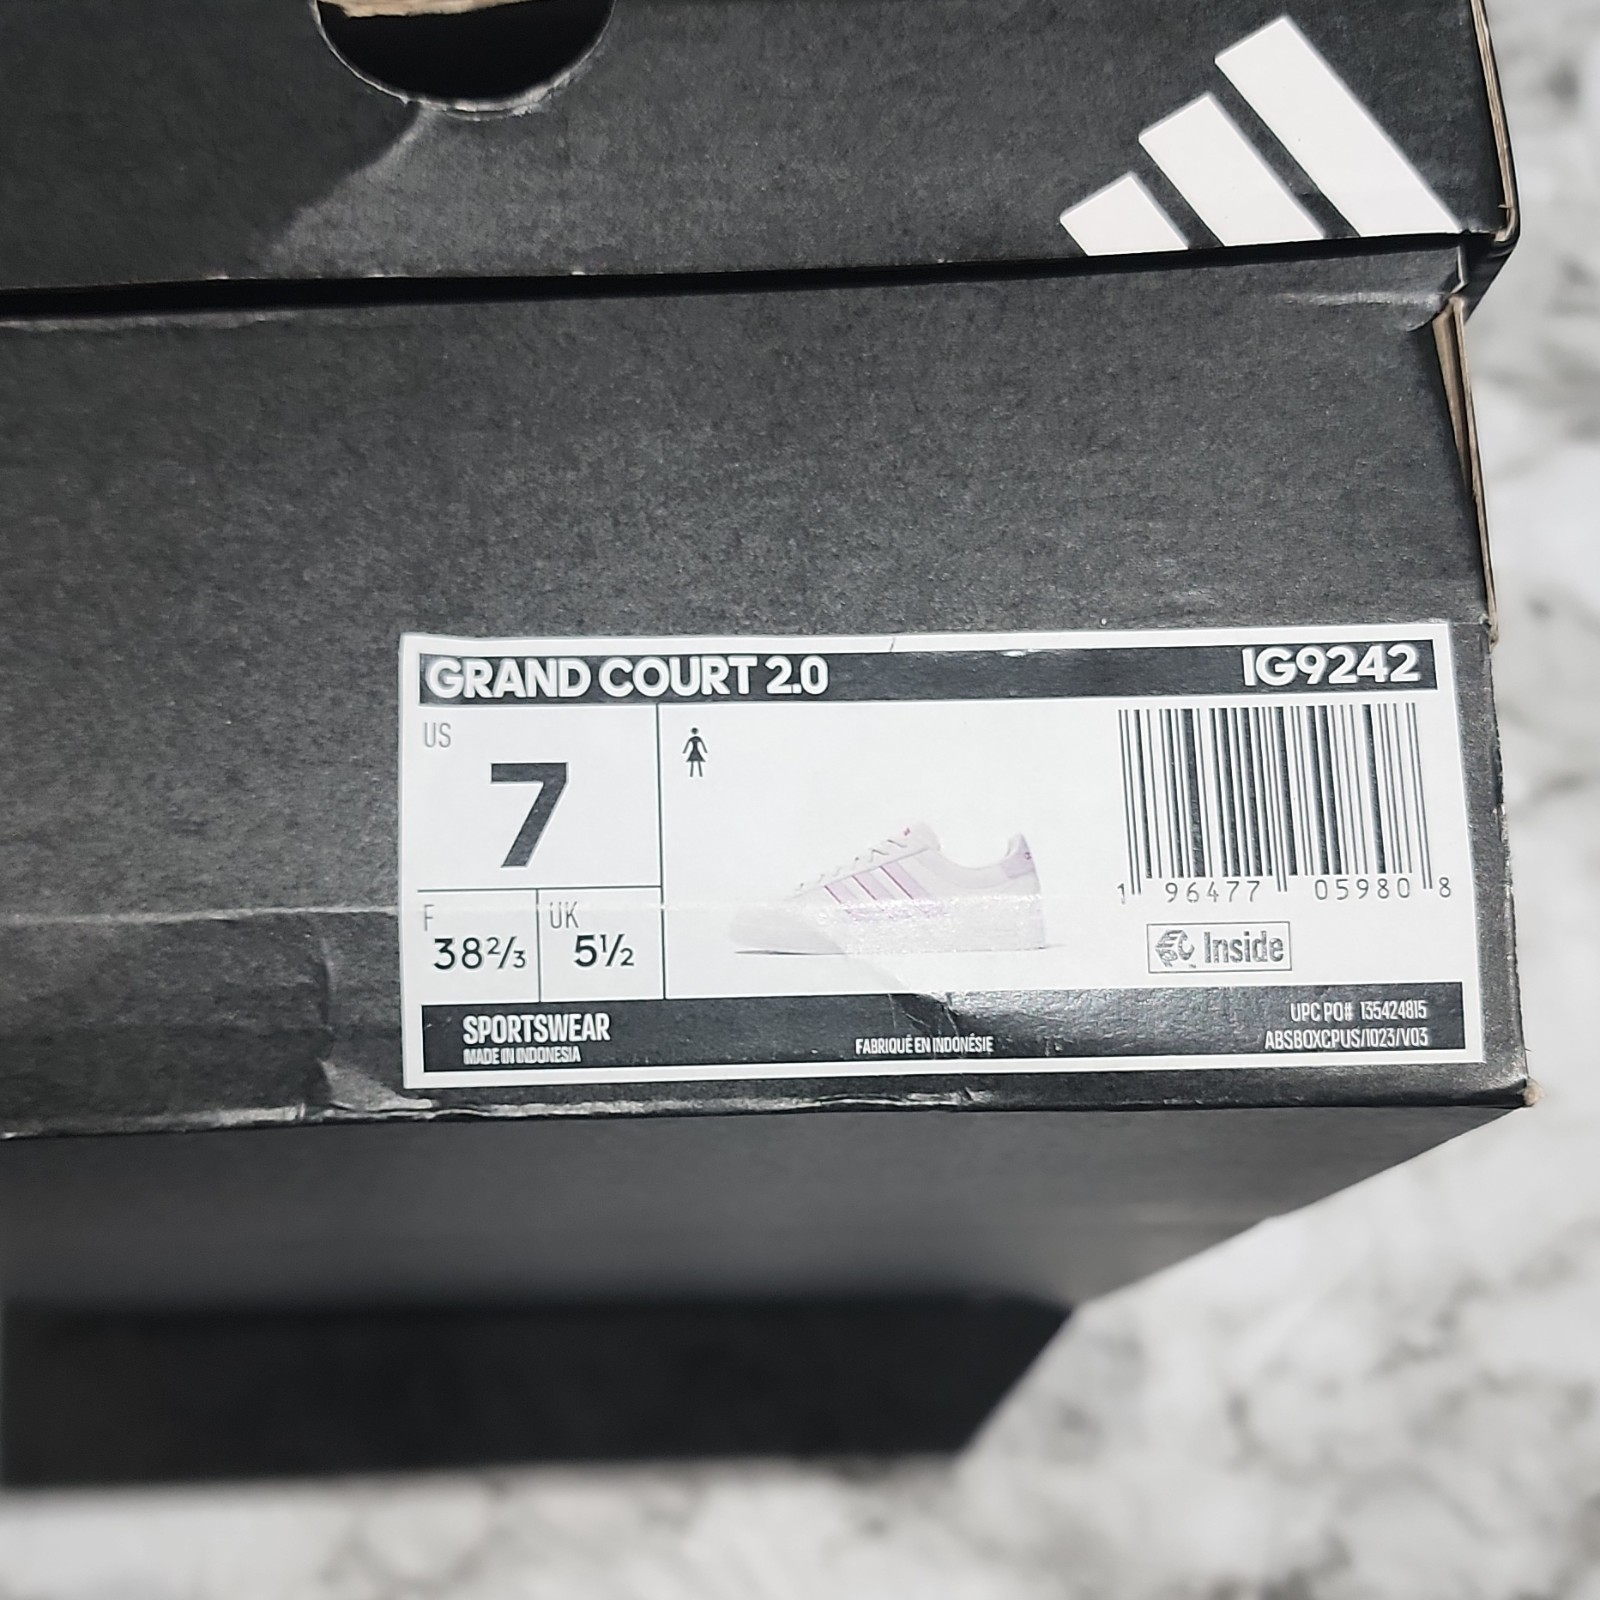 GRAND COURT 2.0 IG9242
US
7
F
38⅔
UK
5½
1 96477 05980 8
Inside
SPORTSWEAR
MADE IN INDONESIA
FABRIQUÉ EN INDONÉSIE
UPC PO# 135424815
ABSBOXCPUS/1023/V03